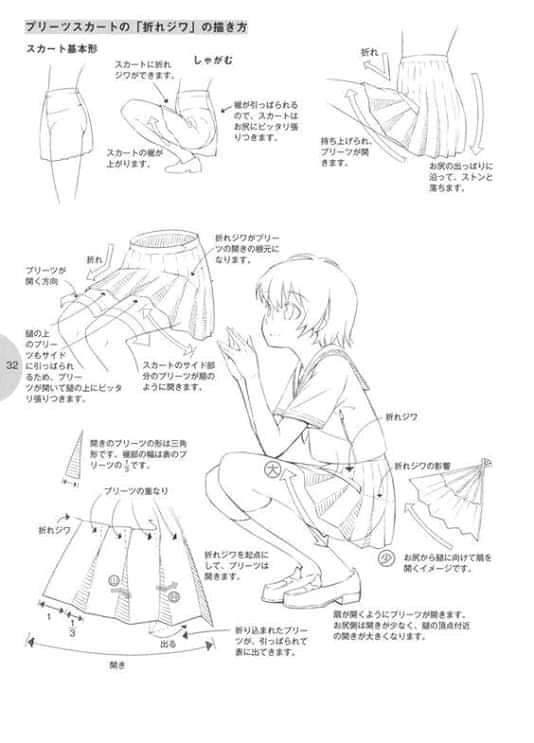 プリーツスカートの「折れジワ」の描き方
スカート基本形
しゃがむ
スカートに折れ
ジワができます。
裾が引っぱられる
ので、スカートは
お尻にピッタリ張
りつきます。
スカートの裾が
上がります。
折れ
持ち上げられ、
プリーツが開
きます。
お尻の出っぱりに
沿って、ストンと
落ちます。
折れジワがプリー
ツの開きの根元に
なります。
折れ
プリーツが
開く方向
腿の上
のプリー
ツもサイド
に引っぱられ
るため、プリー
ツが開いて腿の上にピッタ
リ張りつきます。
スカートのサイド部
分のプリーツが扇の
ように開きます。
32
開きのプリーツの形は三角
形です。裾部の幅は表のプ
リーツの1/3です。
プリーツの重なり
折れジワ
折れジワを起点に
して、プリーツは
開きます。
山
谷
1
1
3
出る
折り込まれたプリー
ツが、引っぱられて
表に出てきます。
開き
折れジワ
大
折れジワの影響
少
お尻から腿に向けて扇を
開くイメージです。
扇が開くようにプリーツが開きます。
お尻側は開きが少なく、腿の頂点付近
の開きが大きくなります。